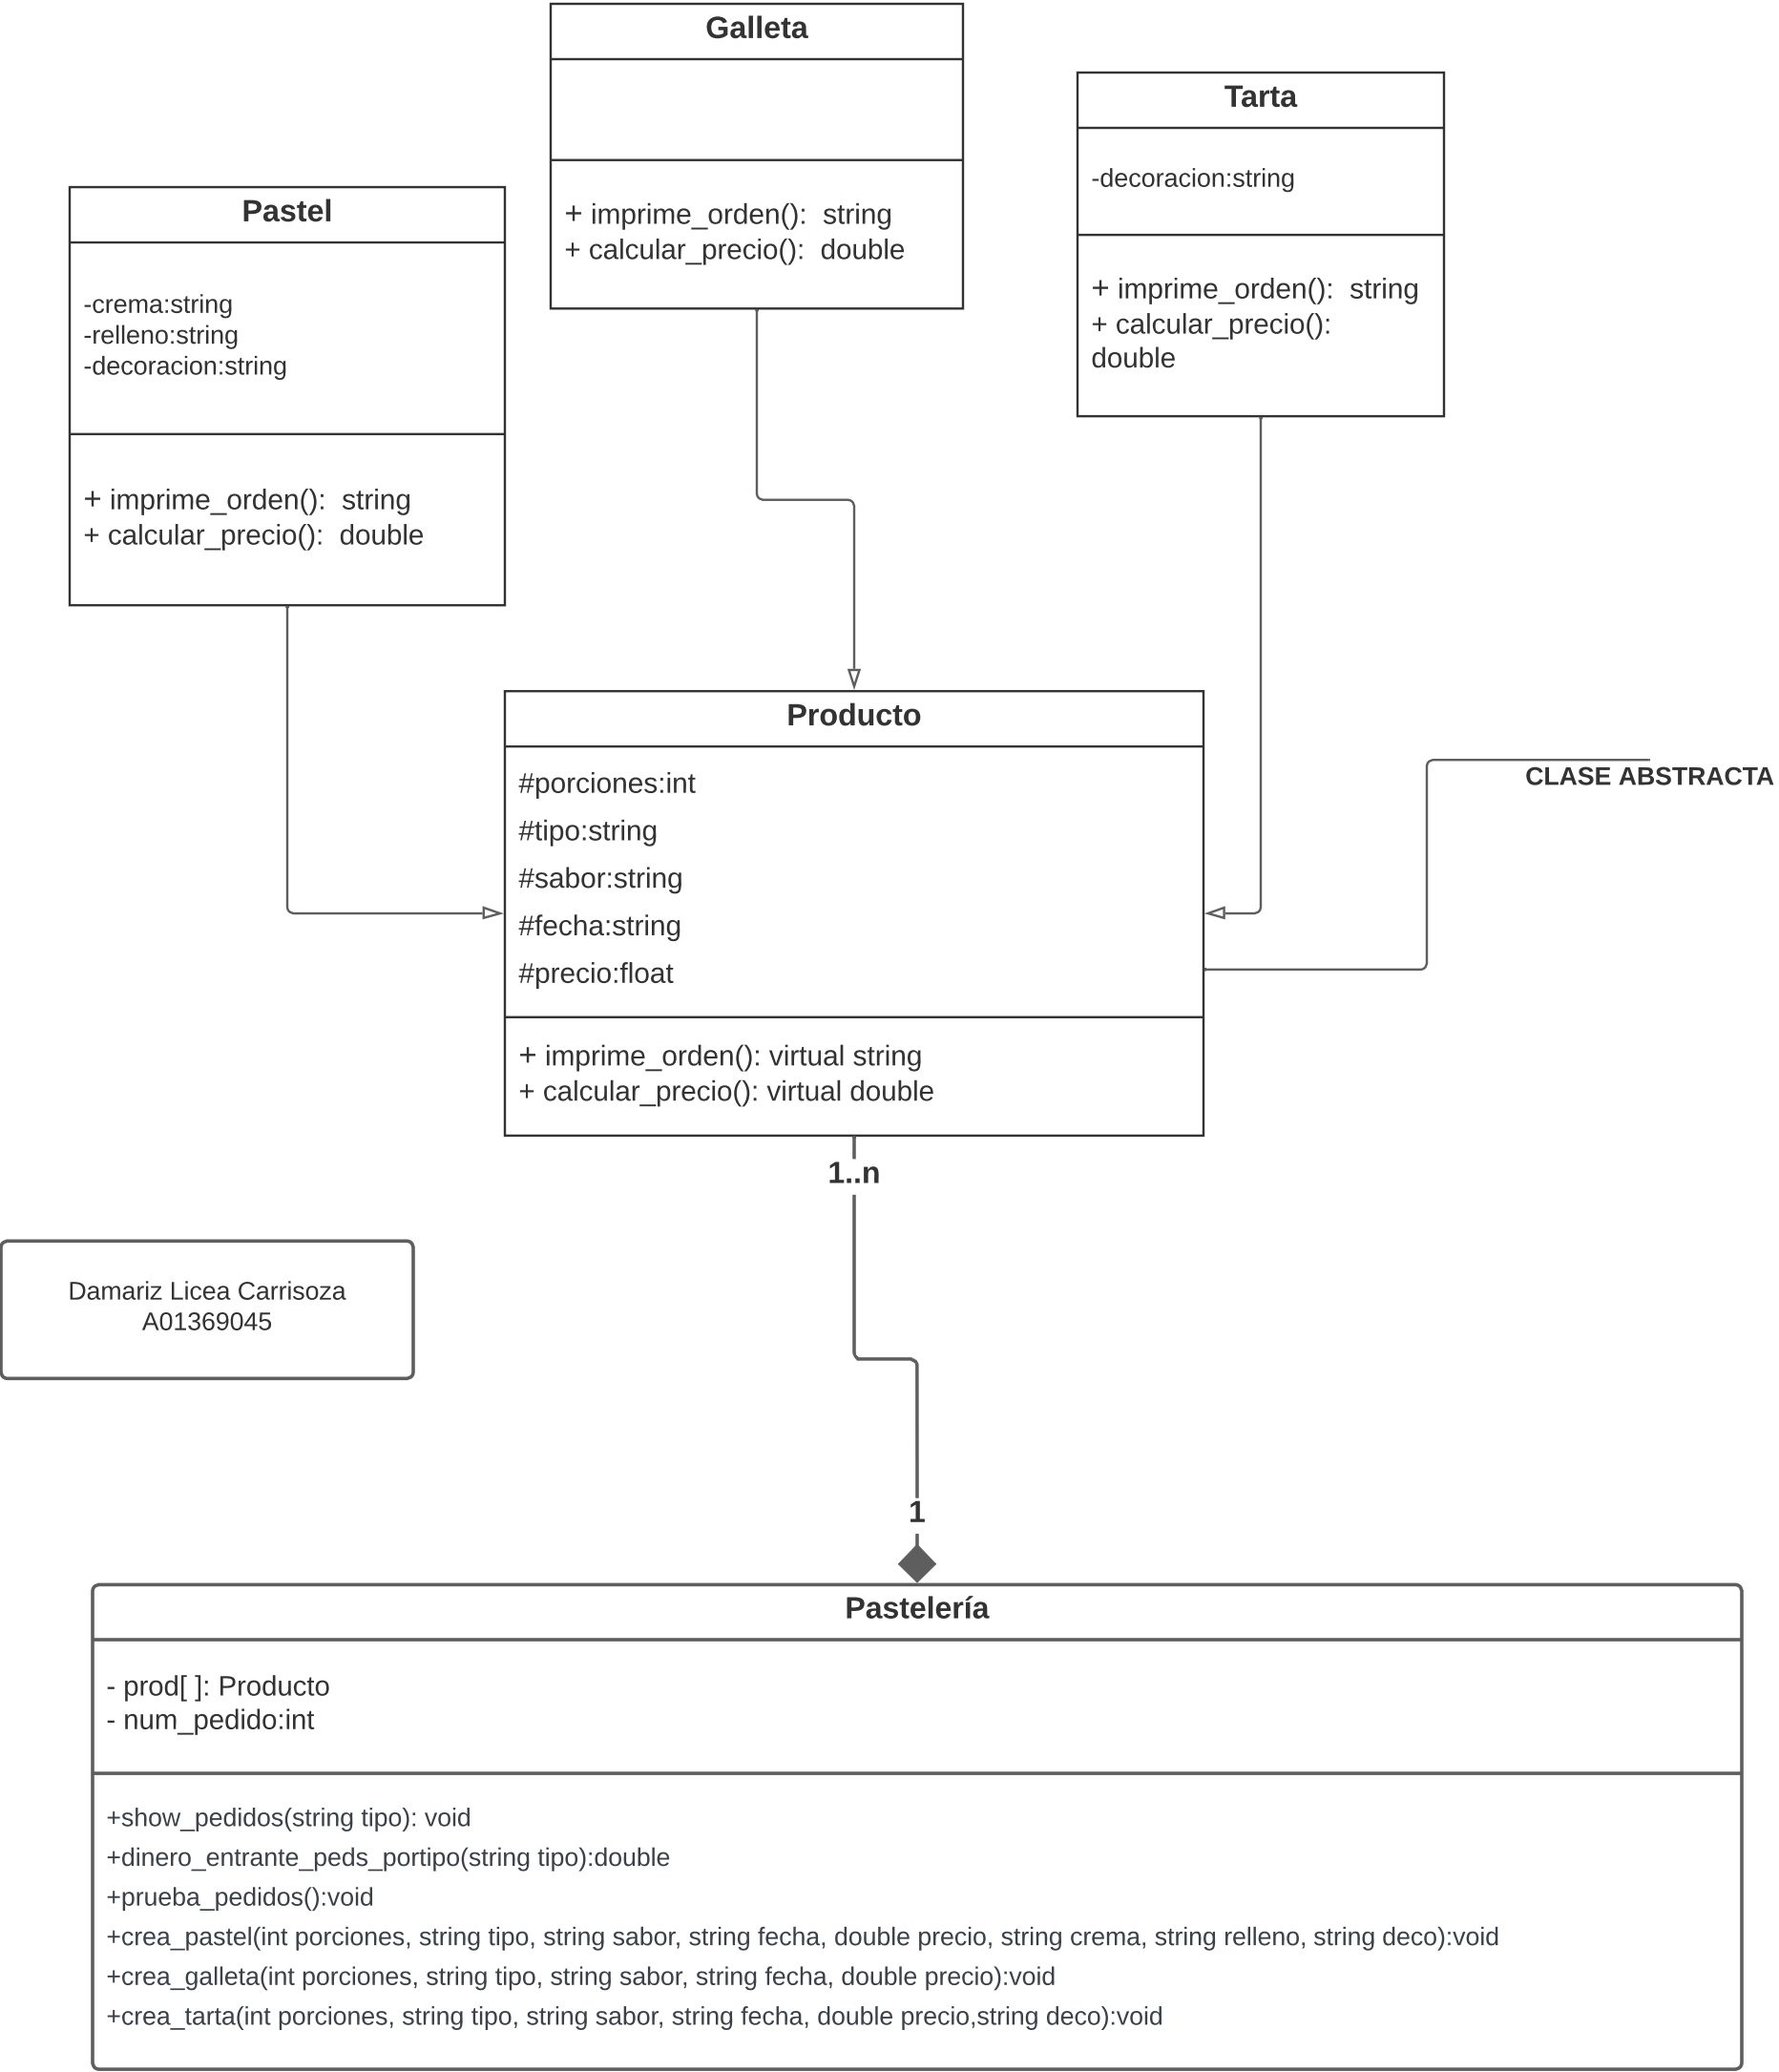 Galleta
+ imprime_orden():  string
+ calcular_precio():  double
Tarta
-decoracion:string
+ imprime_orden():  string
+ calcular_precio():
double
Pastel
-crema:string
-relleno:string
-decoracion:string
+ imprime_orden():  string
+ calcular_precio():  double
Producto
#porciones:int
#tipo:string
#sabor:string
#fecha:string
#precio:float
+ imprime_orden(): virtual string
+ calcular_precio(): virtual double
CLASE ABSTRACTA
1..n
Damariz Licea Carrisoza
A01369045
1
Pastelería
- prod[ ]: Producto
- num_pedido:int
+show_pedidos(string tipo): void
+dinero_entrante_peds_portipo(string tipo):double
+prueba_pedidos():void
+crea_pastel(int porciones, string tipo, string sabor, string fecha, double precio, string crema, string relleno, string deco):void
+crea_galleta(int porciones, string tipo, string sabor, string fecha, double precio):void
+crea_tarta(int porciones, string tipo, string sabor, string fecha, double precio,string deco):void